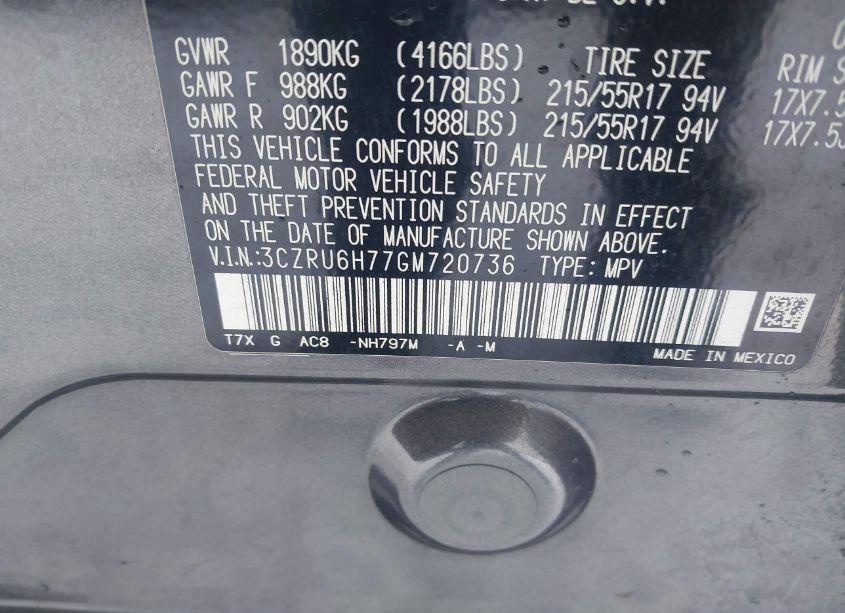 GVWR 1890KG (4166LBS) TIRE SIZE RIM S
GAWR F 988KG (2178LBS) 215/55R17 94V 17X7.5
GAWR R 902KG (1988LBS) 215/55R17 94V 17X7.5J
THIS VEHICLE CONFORMS TO ALL APPLICABLE
FEDERAL MOTOR VEHICLE SAFETY
AND THEFT PREVENTION STANDARDS IN EFFECT
ON THE DATE OF MANUFACTURE SHOWN ABOVE.
V.I.N.:3CZRU6H77GM720736 TYPE: MPV
T7X G AC8 -NH797M -A -M
MADE IN MEXICO